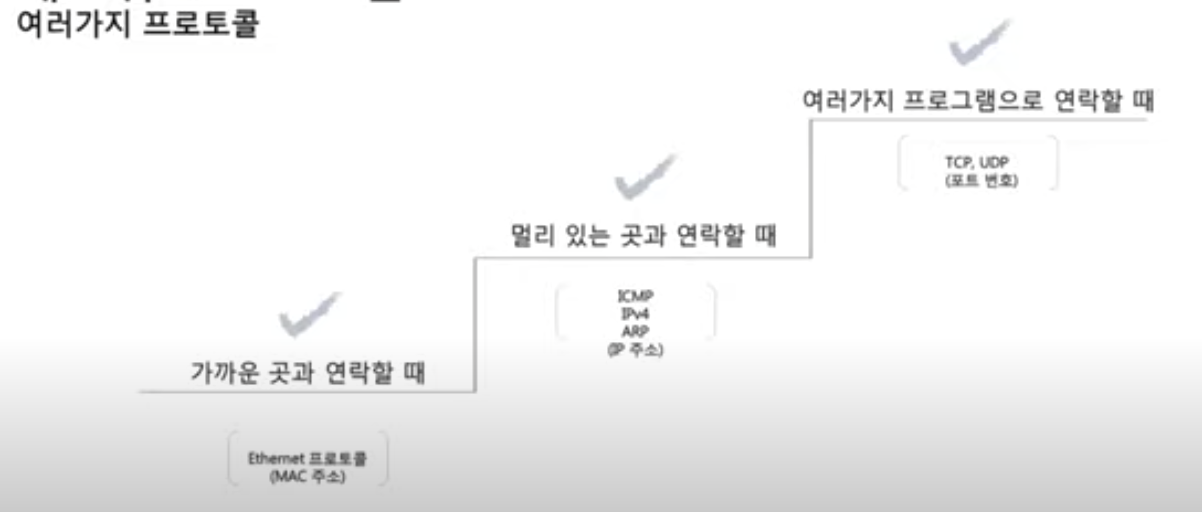 여러가지 프로토콜
여러가지 프로그램으로 연락할 때
TCP, UDP
(포트 번호)
멀리 있는 곳과 연락할 때
ICMP
IPv4
ARP
(IP 주소)
가까운 곳과 연락할 때
Ethernet 프로토콜
(MAC 주소)